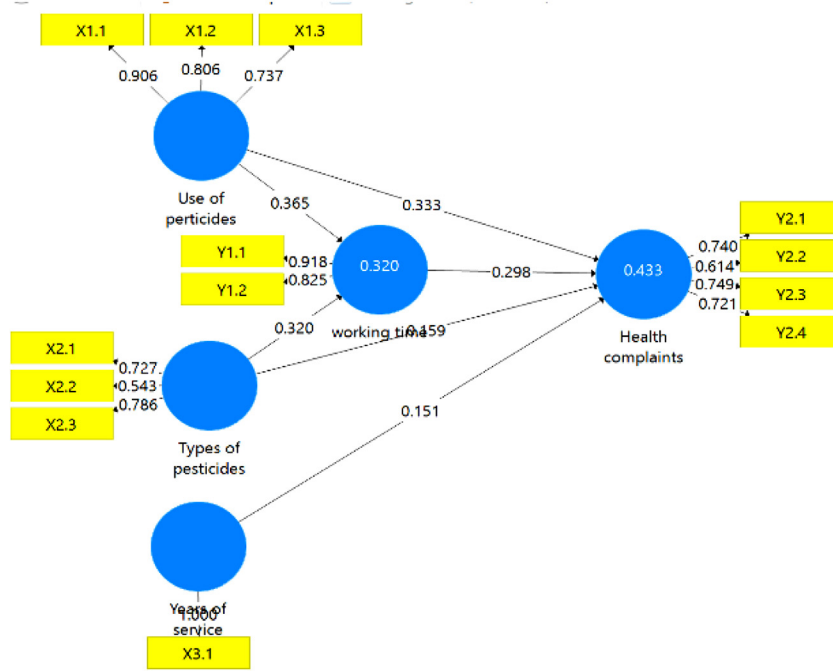 X1.1
X1.2
X1.3
0.906
0.806
0.737
Use of
perticides
0.365
0.333
Y1.1
Y1.2
0.918
0.825
0.320
0.298
0.433
0.740
0.614
0.749
0.721
Y2.1
Y2.2
Y2.3
Y2.4
working time
0.159
0.320
Health
complaints
X2.1
X2.2
X2.3
0.727
0.543
0.786
Types of
pesticides
0.151
Years of
service
1.000
X3.1